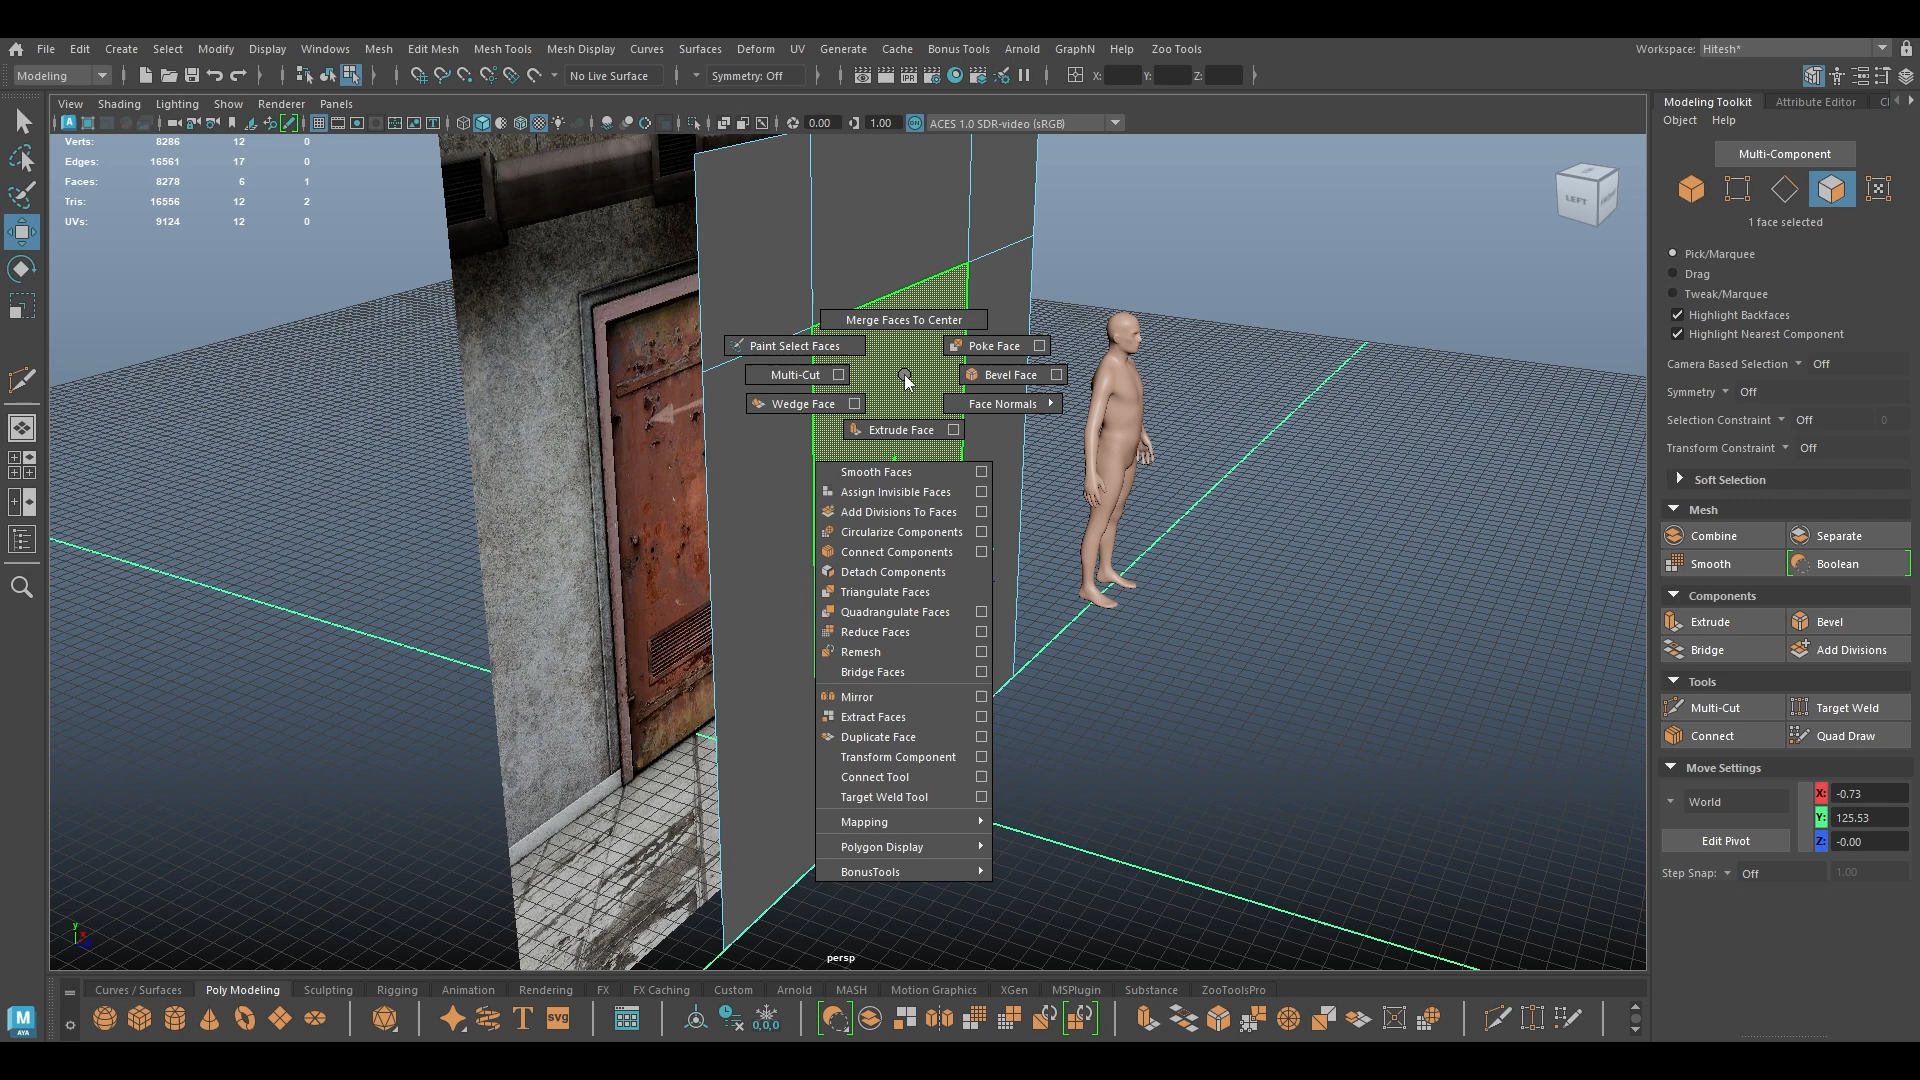 File Edit Create Select Modify Display Windows Mesh Edit Mesh Mesh Tools Mesh Display Curves Surfaces Deform UV Generate Cache Bonus Tools Arnold GraphN Help Zoo Tools Workspace: Hitesh*
Modeling No Live Surface Symmetry: Off IPR X: Y: Z:
View Shading Lighting Show Renderer Panels
0.00 1.00 ON ACES 1.0 SDR-video (sRGB)
Verts: 8286 12 0
Edges: 16561 17 0
Faces: 8278 6 1
Tris: 16556 12 2
UVs: 9124 12 0
LEFT
Merge Faces To Center
Paint Select Faces Poke Face
Multi-Cut Bevel Face
Wedge Face Face Normals
Extrude Face
Smooth Faces
Assign Invisible Faces
Add Divisions To Faces
Circularize Components
Connect Components
Detach Components
Triangulate Faces
Quadrangulate Faces
Reduce Faces
Remesh
Bridge Faces
Mirror
Extract Faces
Duplicate Face
Transform Component
Connect Tool
Target Weld Tool
Mapping
Polygon Display
BonusTools
y
persp
Modeling Toolkit Attribute Editor
Object Help
Multi-Component
1 face selected
Pick/Marquee
Drag
Tweak/Marquee
Highlight Backfaces
Highlight Nearest Component
Camera Based Selection Off
Symmetry Off
Selection Constraint Off 0
Transform Constraint Off
Soft Selection
Mesh
Combine Separate
Smooth Boolean
Components
Extrude Bevel
Bridge Add Divisions
Tools
Multi-Cut Target Weld
Connect Quad Draw
Move Settings
World X: -0.73
Y: 125.53
Edit Pivot Z: -0.00
Step Snap: Off 1.00
Curves / Surfaces Poly Modeling Sculpting Rigging Animation Rendering FX FX Caching Custom Arnold MASH Motion Graphics XGen MSPlugin Substance ZooToolsPro
M AYA T SVG 0,0,0